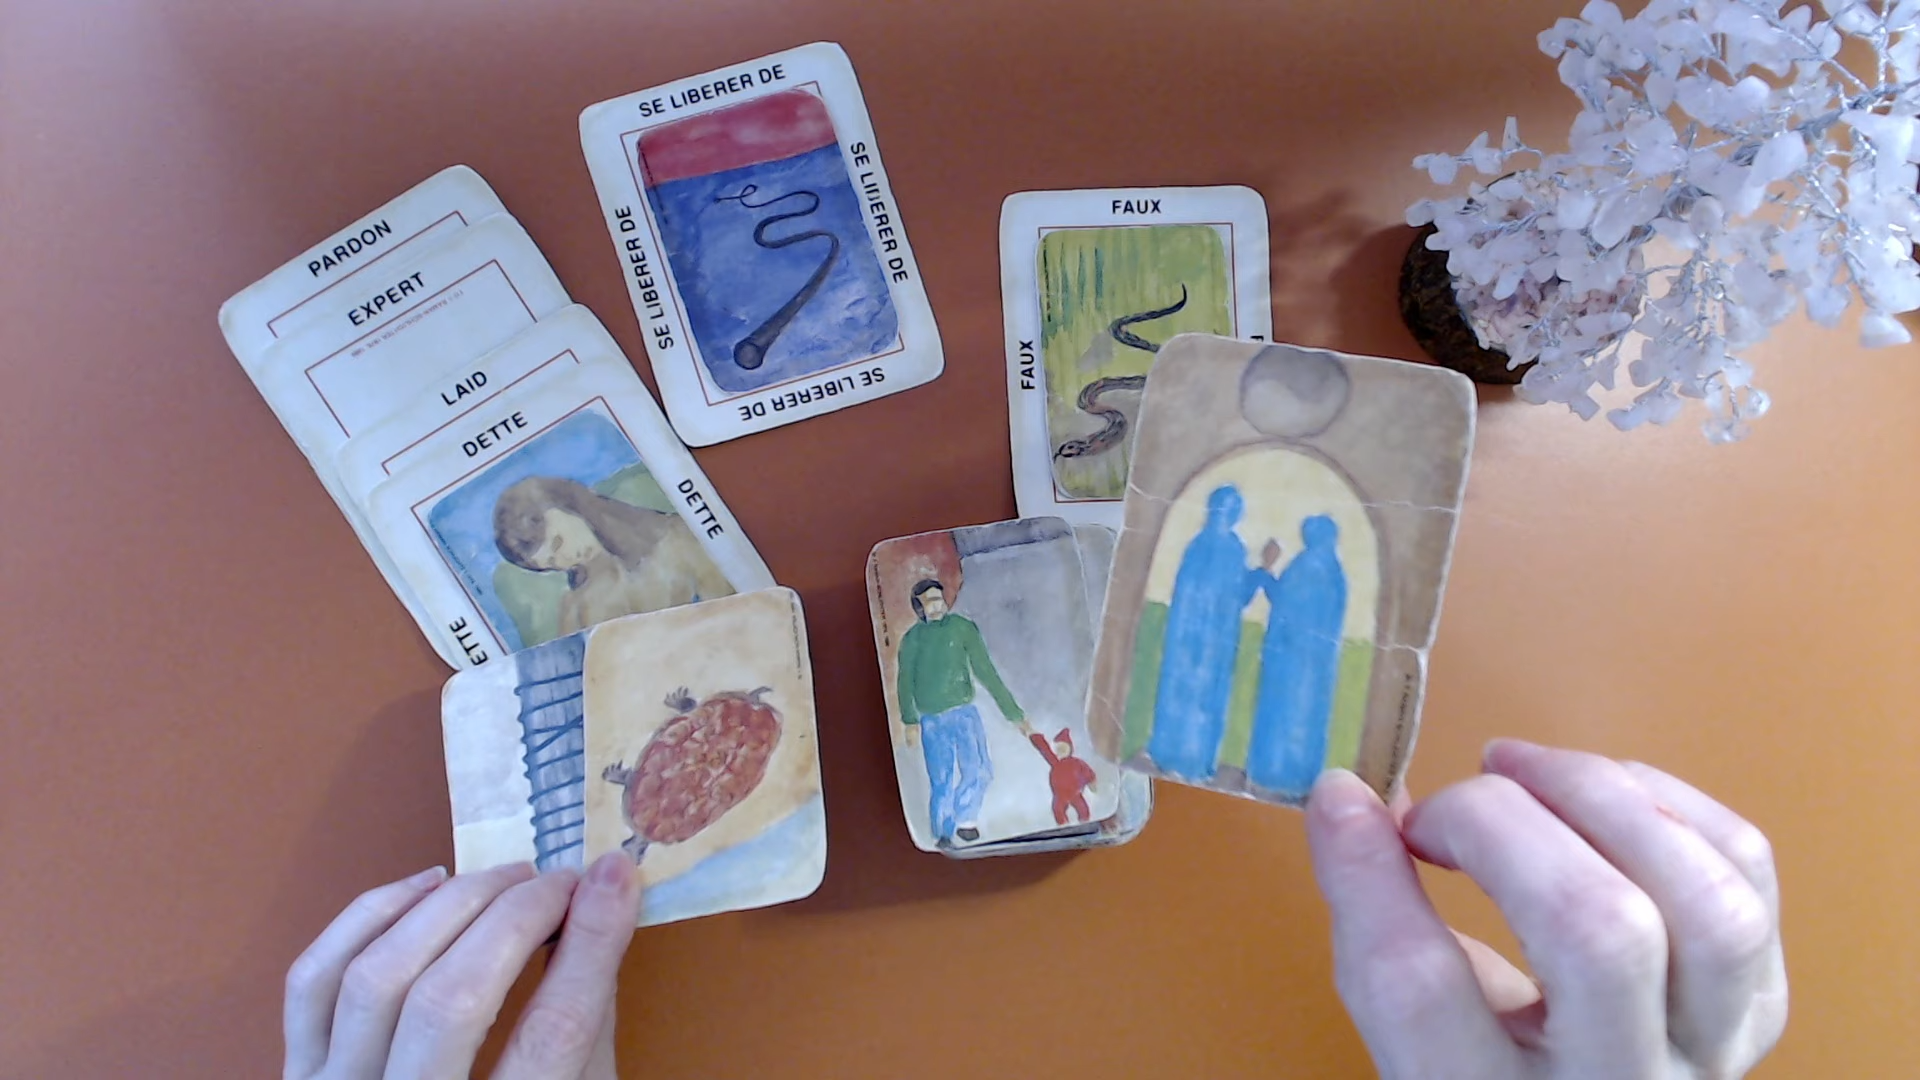 PARDON
EXPERT
LAID
DETTE
DETTE
ETTE
SE LIBERER DE
SE LIBERER DE
SE LIBERER DE
SE LIBERER DE
FAUX
FAUX
F